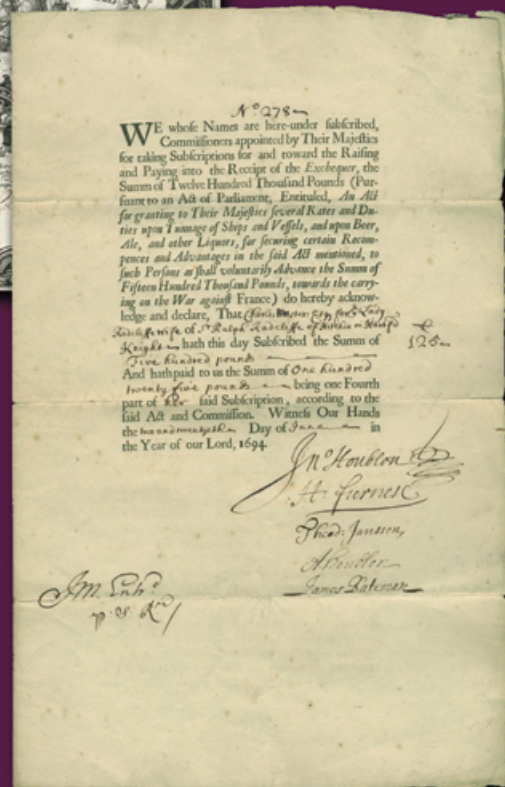 No 278
WE whose Names are here-under ſubſcribed,
Commiſſioners appointed by Their Majeſties
for taking Subſcriptions for and toward the Raiſing
and Paying into the Receipt of the Exchequer, the
Summ of Twelve Hundred Thouſand Pounds (Pur-
ſuant to an Act of Parliament, Entituled, An Act
for granting to Their Majeſties ſeveral Rates and Du-
ties upon Tunnage of Ships and Veſſels, and upon Beer,
Ale, and other Liquors, for ſecuring certain Recom-
pences and Advantages in the ſaid Act mentioned, to
ſuch Perſons as ſhall voluntarily Advance the Summ of
Fifteen Hundred Thouſand Pounds, towards the carry-
ing on the War againſt France) do hereby acknow-
ledge and declare, That Charles Lady
Radcliffe wife of Sr Ralph Radcliffe of Hitchin in
Knight hath this day Subſcribed the Summ of 125
Five hundred pounds
And hath paid to us the Summ of One hundred
twenty five pounds being one Fourth
part of her ſaid Subſcription, according to the
ſaid Act and Commiſſion. Witneſs Our Hands
the Day of June in
the Year of our Lord, 1694.
Jno Houblon
H. Furnese
Theod: Janssen,
A Houblon
James Bateman